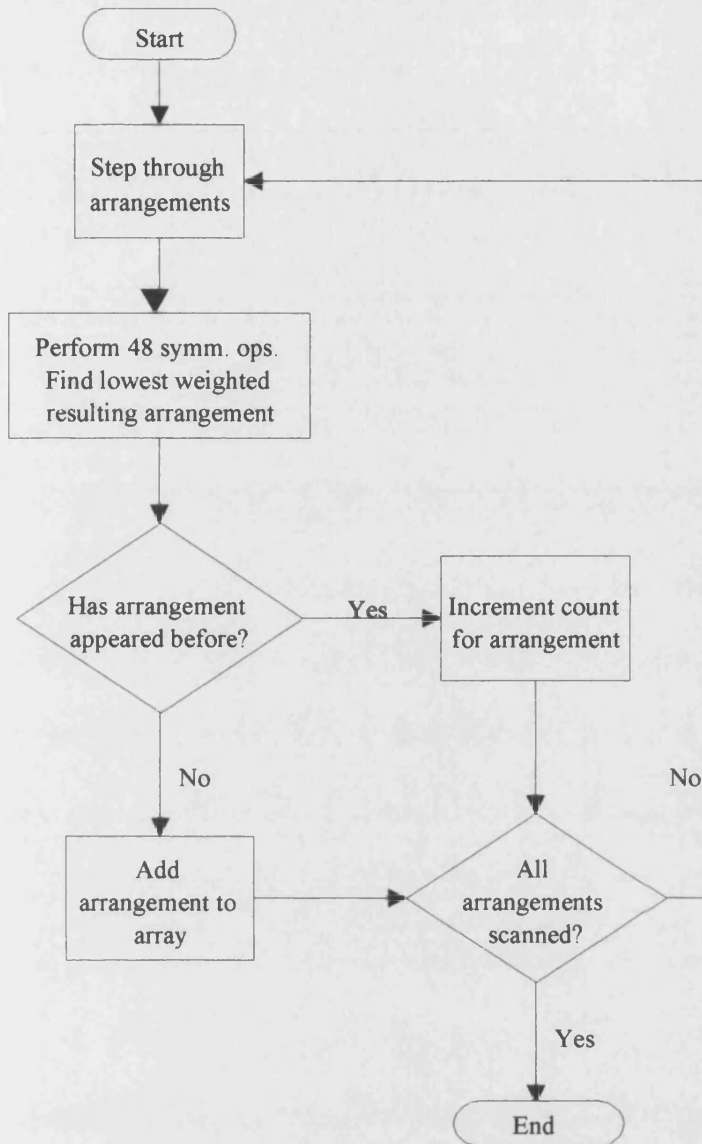 Start
Step through
arrangements
Perform 48 symm. ops.
Find lowest weighted
resulting arrangement
Has arrangement
appeared before?
Yes
Increment count
for arrangement
No
No
Add
arrangement to
array
All
arrangements
scanned?
Yes
End